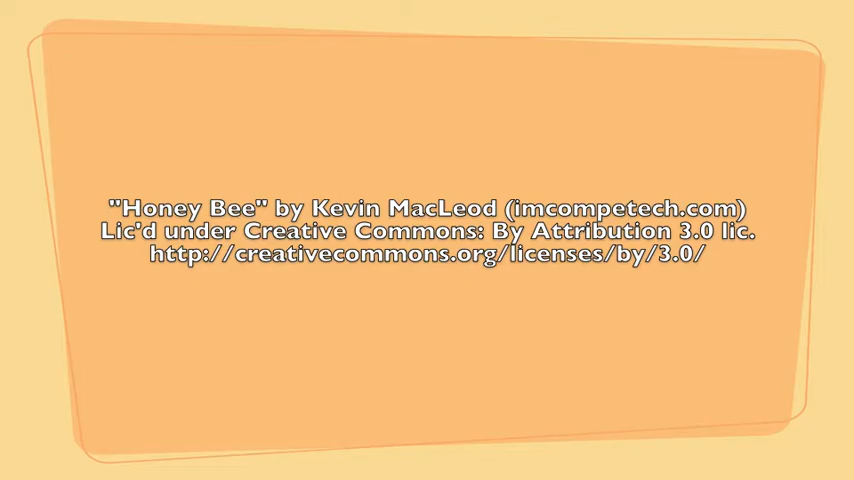 "Honey Bee" by Kevin MacLeod (imcompetech.com)
Lic'd under Creative Commons: By Attribution 3.0 lic.
http://creativecommons.org/licenses/by/3.0/